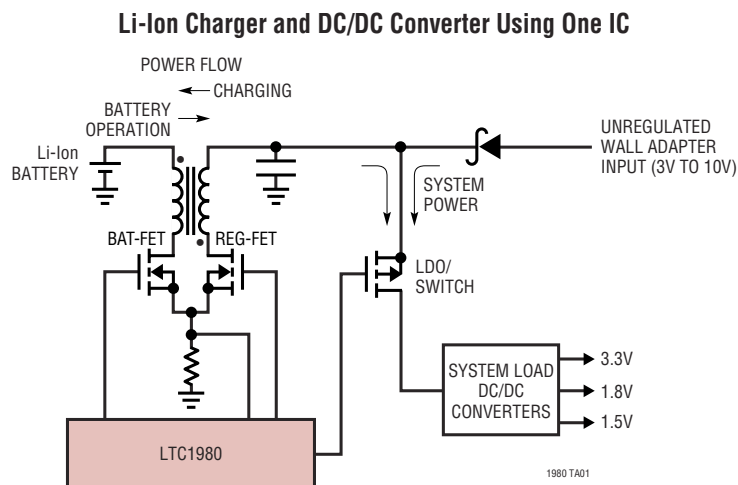 Li-Ion Charger and DC/DC Converter Using One IC
POWER FLOW
CHARGING
BATTERY
OPERATION
Li-Ion
BATTERY
UNREGULATED
WALL ADAPTER
INPUT (3V TO 10V)
SYSTEM
POWER
BAT-FET
REG-FET
LDO/
SWITCH
SYSTEM LOAD
DC/DC
CONVERTERS
3.3V
1.8V
1.5V
LTC1980
1980 TA01